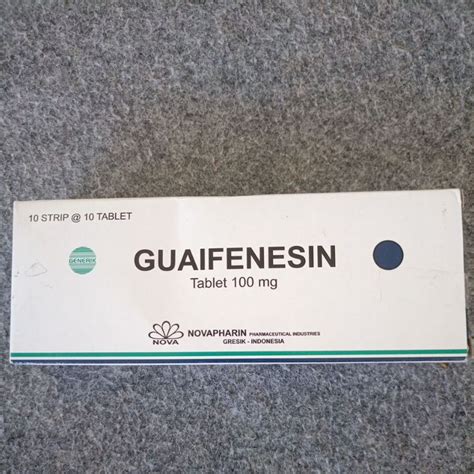 10 STRIP @ 10 TABLET
GENERIK
GUAIFENESIN
Tablet 100 mg
NOVA
NOVAPHARIN PHARMACEUTICAL INDUSTRIES
GRESIK - INDONESIA